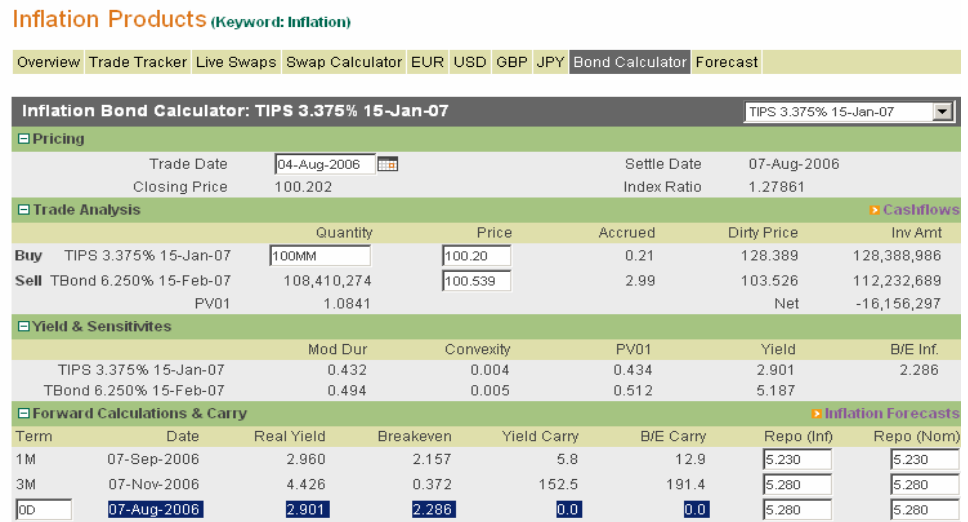 Inflation Products (Keyword: Inflation)
Overview Trade Tracker Live Swaps Swap Calculator EUR USD GBP JPY Bond Calculator Forecast
Inflation Bond Calculator: TIPS 3.375% 15-Jan-07 TIPS 3.375% 15-Jan-07
Pricing
Trade Date 04-Aug-2006 Settle Date 07-Aug-2006
Closing Price 100.202 Index Ratio 1.27861
Trade Analysis Cashflows
Quantity Price Accrued Dirty Price Inv Amt
Buy TIPS 3.375% 15-Jan-07 100MM 100.20 0.21 128.389 128,388,986
Sell TBond 6.250% 15-Feb-07 108,410,274 100.539 2.99 103.526 112,232,689
PV01 1.0841 Net -16,156,297
Yield & Sensitivites
Mod Dur Convexity PV01 Yield B/E Inf.
TIPS 3.375% 15-Jan-07 0.432 0.004 0.434 2.901 2.286
TBond 6.250% 15-Feb-07 0.494 0.005 0.512 5.187
Forward Calculations & Carry Inflation Forecasts
Term Date Real Yield Breakeven Yield Carry B/E Carry Repo (Inf) Repo (Nom)
1M 07-Sep-2006 2.960 2.157 5.8 12.9 5.230 5.230
3M 07-Nov-2006 4.426 0.372 152.5 191.4 5.280 5.280
0D 07-Aug-2006 2.901 2.286 0.0 0.0 5.280 5.280